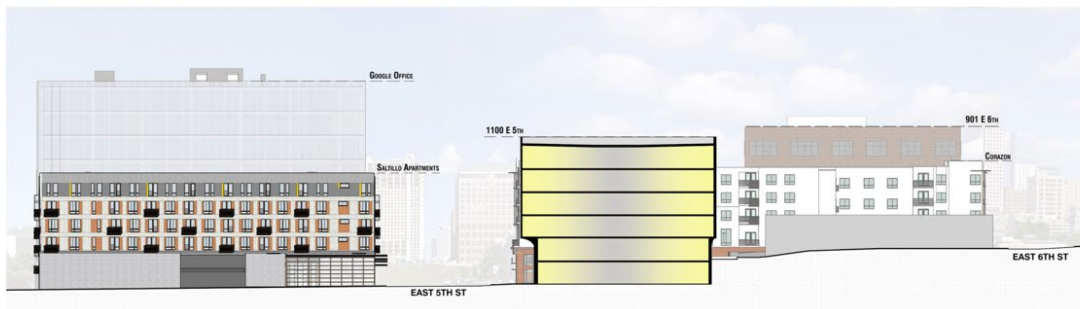 Google Office
Saltillo Apartments
East 5th St
1100 E 5th
901 E 6th
Corazon
East 6th St